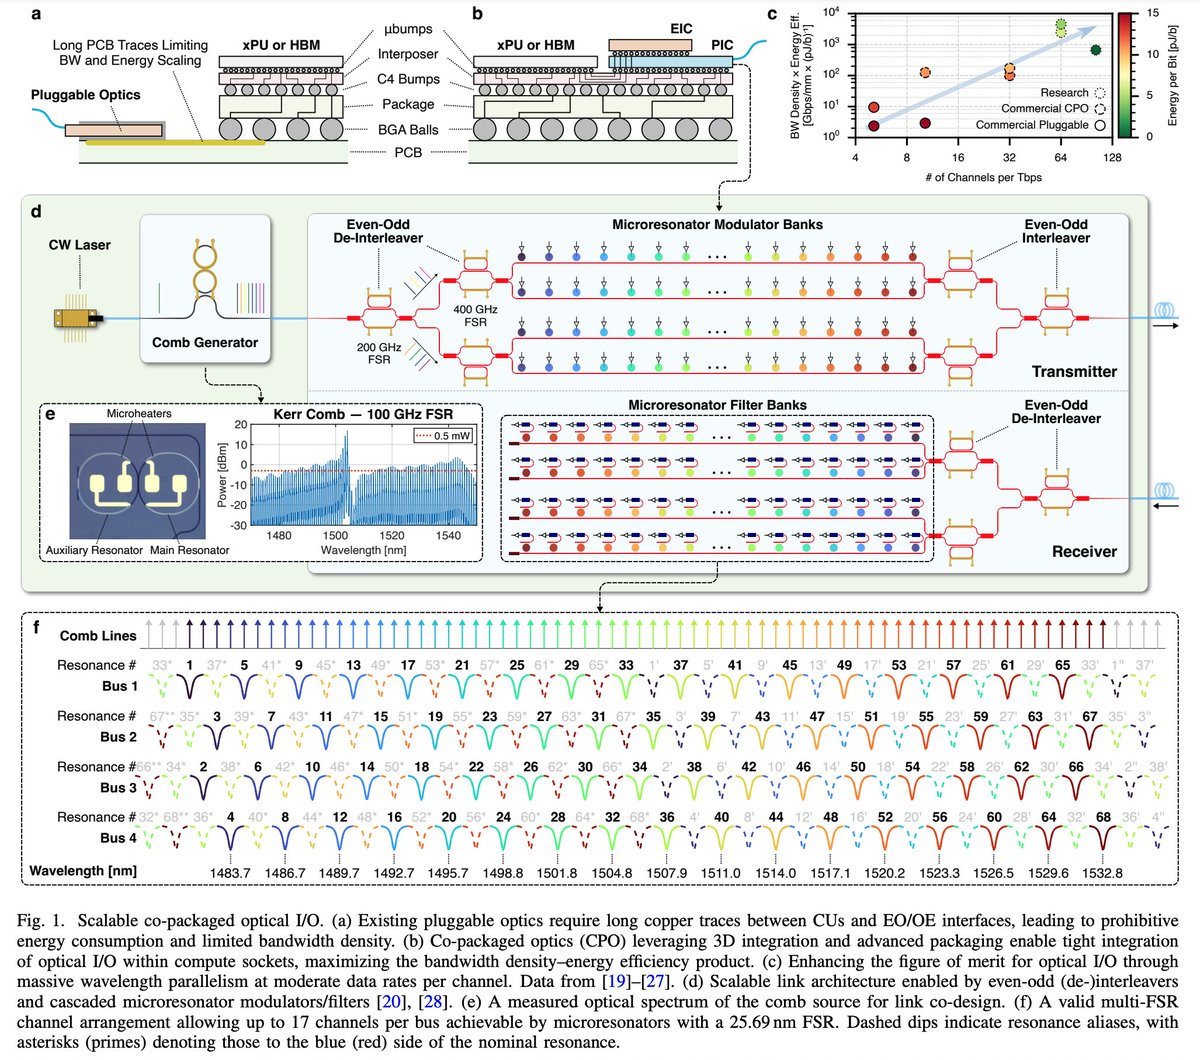 a
Long PCB Traces Limiting
BW and Energy Scaling
Pluggable Optics
xPU or HBM
μbumps
Interposer
C4 Bumps
Package
BGA Balls
PCB
b
xPU or HBM
EIC
PIC
c
BW Density × Energy Eff.
[Gbps/mm × (pJ/b)⁻¹]
10⁴
10³
10²
10¹
10⁰
4 8 16 32 64 128
# of Channels per Tbps
Research
Commercial CPO
Commercial Pluggable
15
10
5
0
Energy per Bit [pJ/b]
d
CW Laser
Comb Generator
Even-Odd
De-Interleaver
200 GHz
FSR
400 GHz
FSR
Microresonator Modulator Banks
Even-Odd
Interleaver
Transmitter
Microresonator Filter Banks
Even-Odd
De-Interleaver
Receiver
e
Microheaters
Auxiliary Resonator Main Resonator
Kerr Comb — 100 GHz FSR
0.5 mW
Power [dBm]
20
10
0
-10
-20
-30
1480 1500 1520 1540
Wavelength [nm]
f
Comb Lines
Resonance # 33* 1 37* 5 41* 9 45* 13 49* 17 53* 21 57* 25 61* 29 65* 33 1' 37 5' 41 9' 45 13' 49 17' 53 21' 57 25' 61 29' 65 33' 1'' 37'
Bus 1
Resonance # 67** 35* 3 39* 7 43* 11 47* 15 51* 19 55* 23 59* 27 63* 31 67* 35 3' 39 7' 43 11' 47 15' 51 19' 55 23' 59 27' 63 31' 67 35' 3''
Bus 2
Resonance # 66** 34* 2 38* 6 42* 10 46* 14 50* 18 54* 22 58* 26 62* 30 66* 34 2' 38 6' 42 10' 46 14' 50 18' 54 22' 58 26' 62 30' 66 34' 2'' 38'
Bus 3
Resonance # 32* 68** 36* 4 40* 8 44* 12 48* 16 52* 20 56* 24 60* 28 64* 32 68* 36 4' 40 8' 44 12' 48 16' 52 20' 56 24' 60 28' 64 32' 68 36' 4''
Bus 4
Wavelength [nm] 1483.7 1486.7 1489.7 1492.7 1495.7 1498.8 1501.8 1504.8 1507.9 1511.0 1514.0 1517.1 1520.2 1523.3 1526.5 1529.6 1532.8
Fig. 1. Scalable co-packaged optical I/O. (a) Existing pluggable optics require long copper traces between CUs and EO/OE interfaces, leading to prohibitive
energy consumption and limited bandwidth density. (b) Co-packaged optics (CPO) leveraging 3D integration and advanced packaging enable tight integration
of optical I/O within compute sockets, maximizing the bandwidth density–energy efficiency product. (c) Enhancing the figure of merit for optical I/O through
massive wavelength parallelism at moderate data rates per channel. Data from [19]–[27]. (d) Scalable link architecture enabled by even-odd (de-)interleavers
and cascaded microresonator modulators/filters [20], [28]. (e) A measured optical spectrum of the comb source for link co-design. (f) A valid multi-FSR
channel arrangement allowing up to 17 channels per bus achievable by microresonators with a 25.69 nm FSR. Dashed dips indicate resonance aliases, with
asterisks (primes) denoting those to the blue (red) side of the nominal resonance.